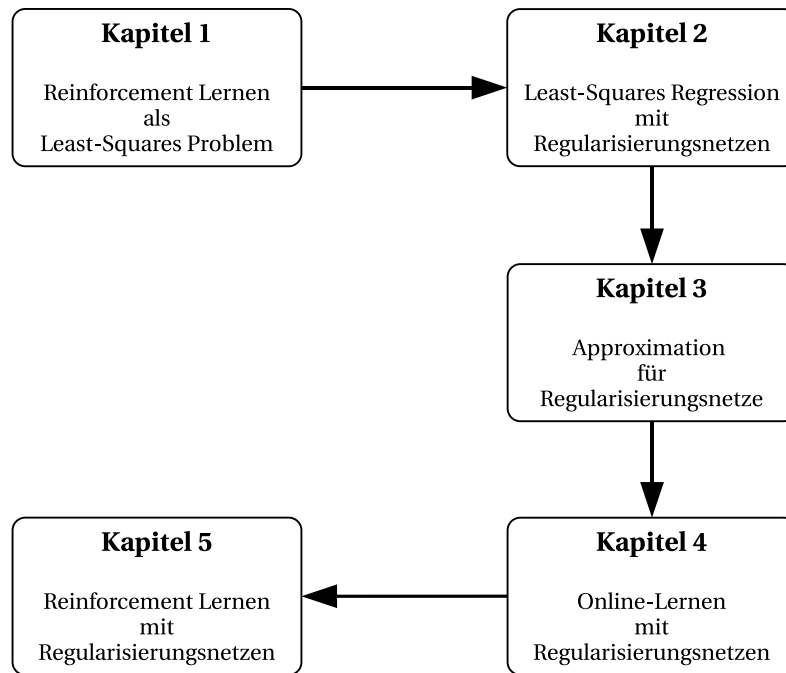 Kapitel 1
Reinforcement Lernen
als
Least-Squares Problem
Kapitel 2
Least-Squares Regression
mit
Regularisierungsnetzen
Kapitel 3
Approximation
für
Regularisierungsnetze
Kapitel 4
Online-Lernen
mit
Regularisierungsnetzen
Kapitel 5
Reinforcement Lernen
mit
Regularisierungsnetzen